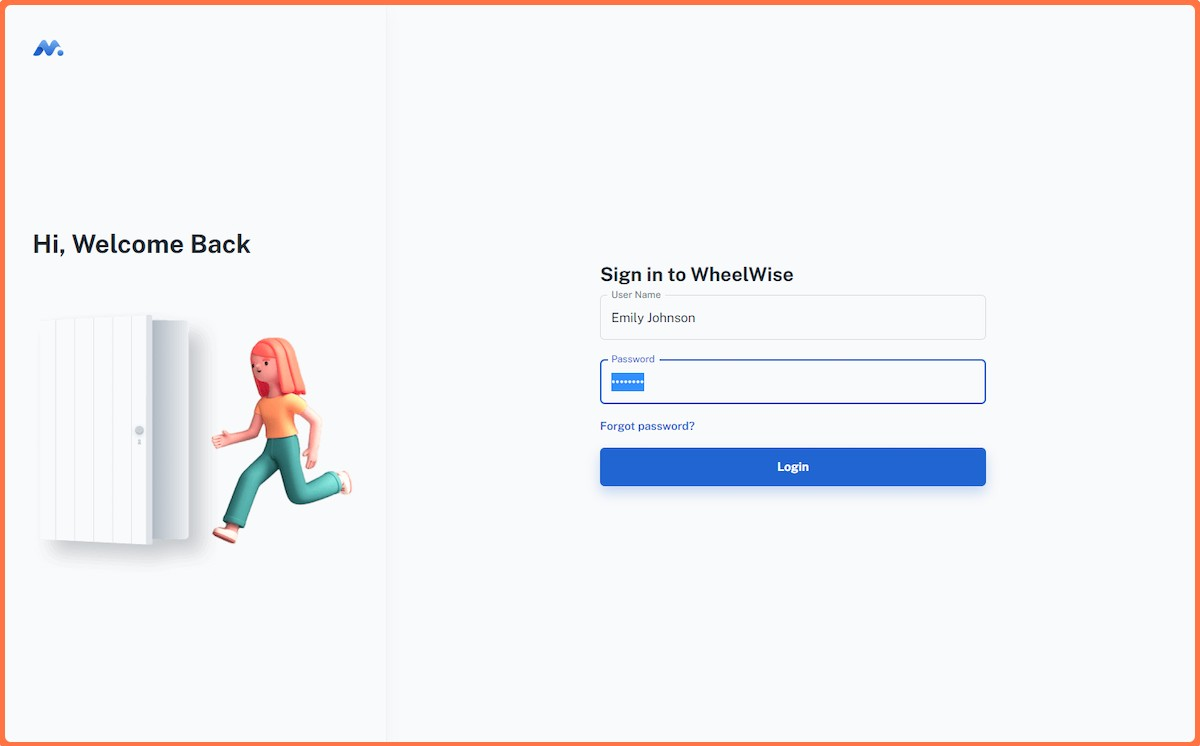 Hi, Welcome Back
Sign in to WheelWise
User Name
Emily Johnson
Password
••••••••
Forgot password?
Login